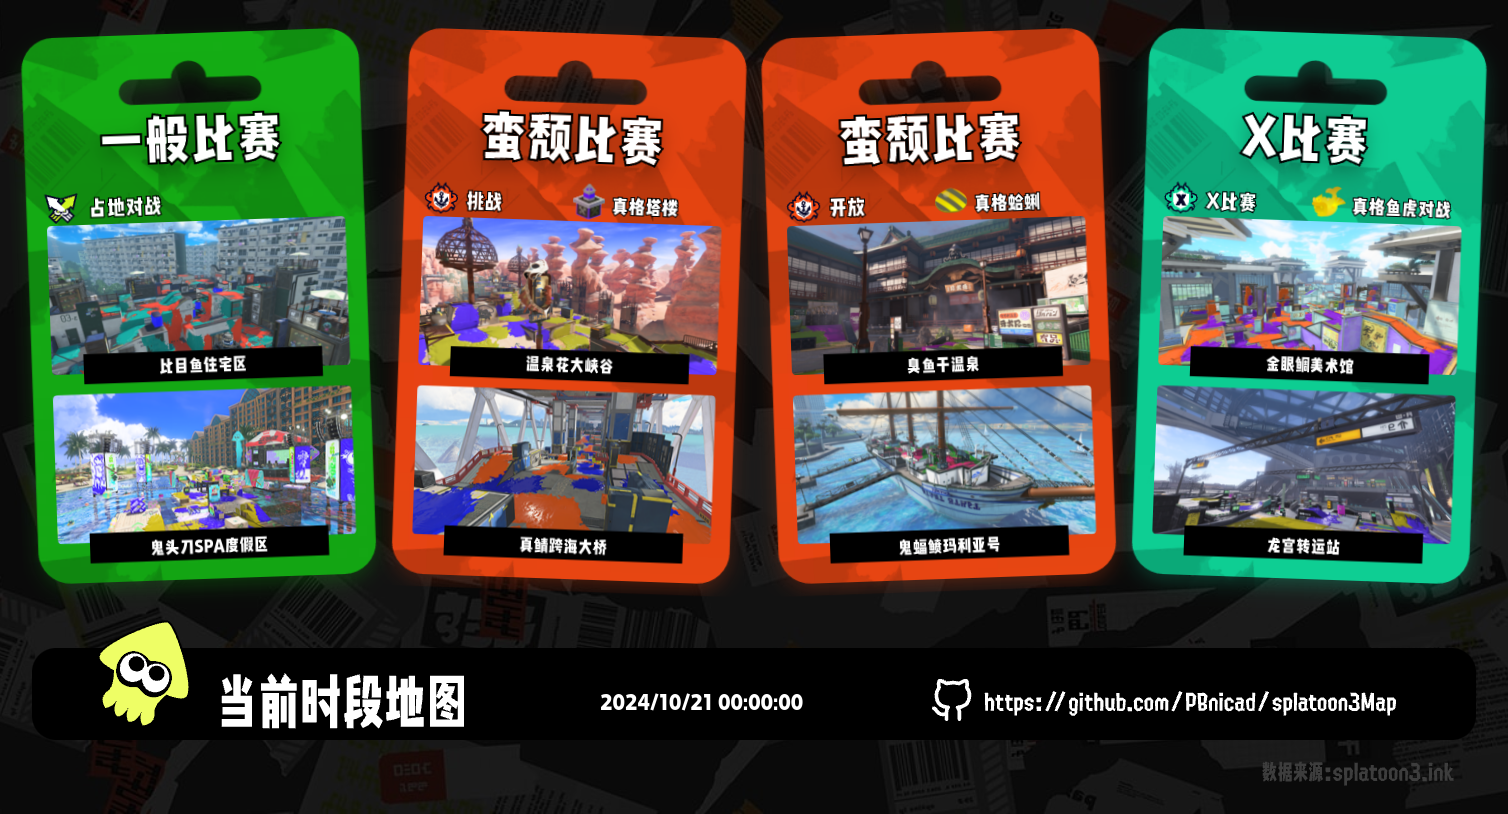 一般比赛
占地对战
比目鱼住宅区
鬼头刀SPA度假区
蛮颓比赛
挑战
真格塔楼
温泉花大峡谷
真鲭跨海大桥
蛮颓比赛
开放
真格蛤蜊
臭鱼干温泉
鬼蝠鲼玛利亚号
X比赛
X比赛
真格鱼虎对战
金眼鲷美术馆
龙宫转运站
当前时段地图
2024/10/21 00:00:00
https://github.com/PBnicad/splatoon3Map
数据来源:splatoon3.ink